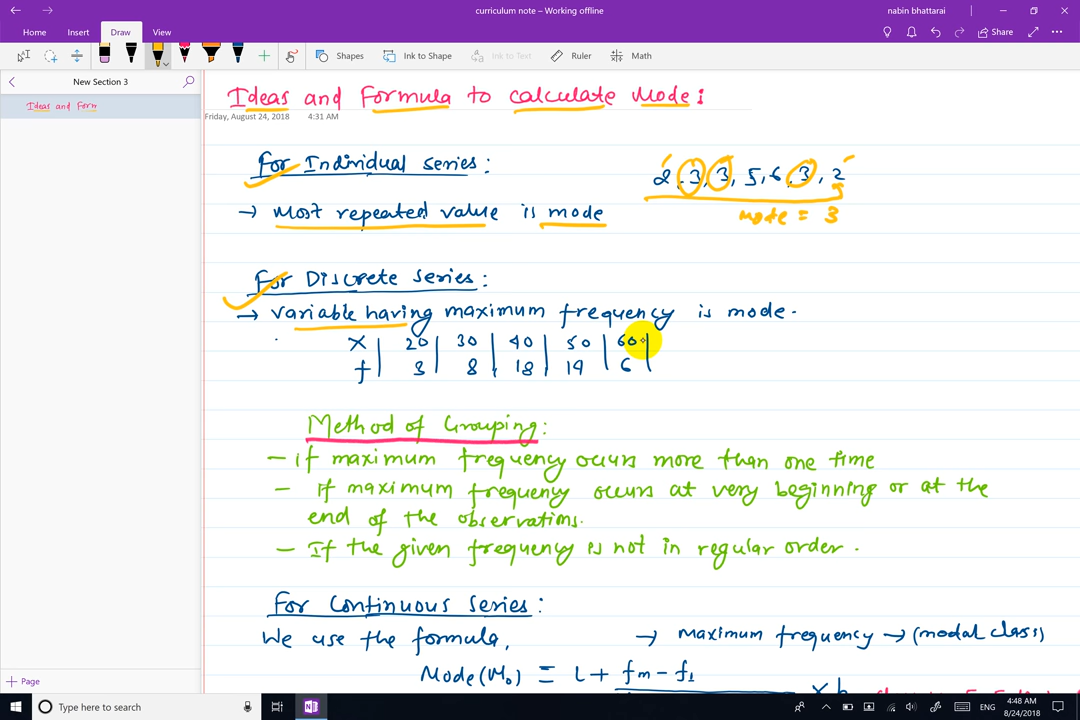 curriculum note – Working offline
nabin bhattarai
Home Insert Draw View
Share
Shapes Ink to Shape Ink to Text Ruler Math
New Section 3
Ideas and Form
Ideas and Formula to calculate Mode:
Friday, August 24, 2018 4:31 AM
For Individual series:
2, 3, 3, 5, 6, 3, 2
→ Most repeated value is mode
mode = 3
For Discrete series:
→ variable having maximum frequency is mode.
X | 20 | 30 | 40 | 50 | 60 |
f | 3 | 8 | 18 | 14 | 6 |
Method of Grouping:
– if maximum frequency occurs more than one time
– If maximum frequency occurs at very beginning or at the
end of the observations.
– If the given frequency is not in regular order.
For Continuous Series:
We use the formula, → maximum frequency → (modal class)
Mode(M₀) = l + fm – f1
× h
Page
Type here to search
ENG
4:48 AM
8/24/2018